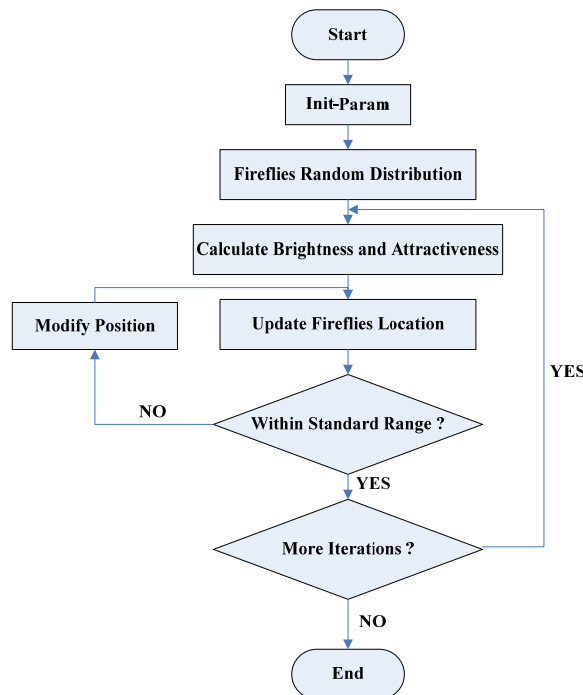 Start
Init-Param
Fireflies Random Distribution
Calculate Brightness and Attractiveness
Modify Position
Update Fireflies Location
YES
NO
Within Standard Range ?
YES
More Iterations ?
NO
End